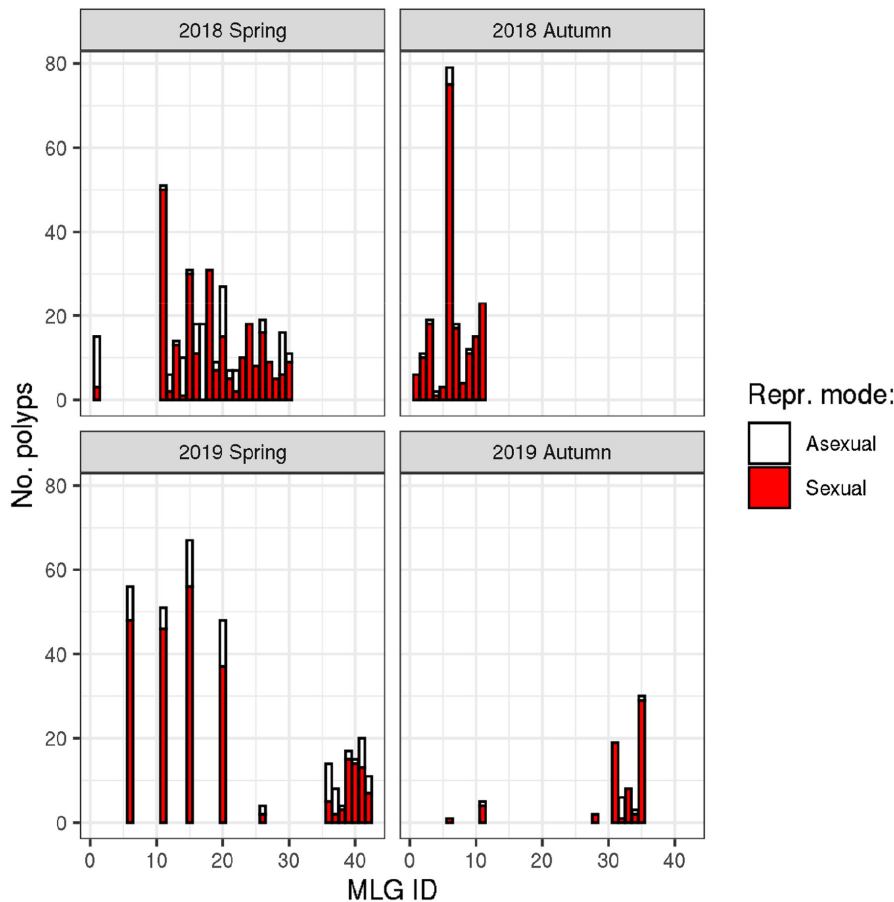 2018 Spring
2018 Autumn
80
60
40
20
0
2019 Spring
2019 Autumn
80
60
40
20
0
0 10 20 30 40
0 10 20 30 40
No. polyps
MLG ID
Repr. mode:
Asexual
Sexual